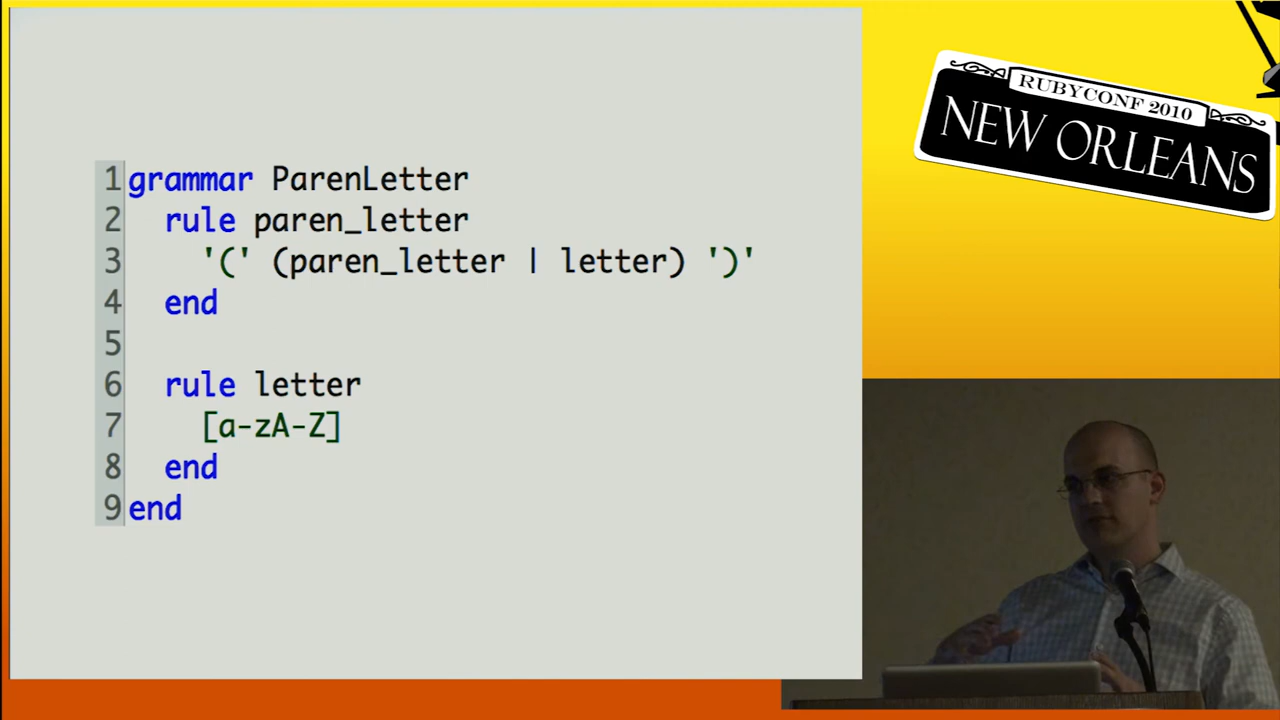 1 grammar ParenLetter
2   rule paren_letter
3     '(' (paren_letter | letter) ')'
4   end
5
6   rule letter
7     [a-zA-Z]
8   end
9 end
RUBYCONF 2010
NEW ORLEANS